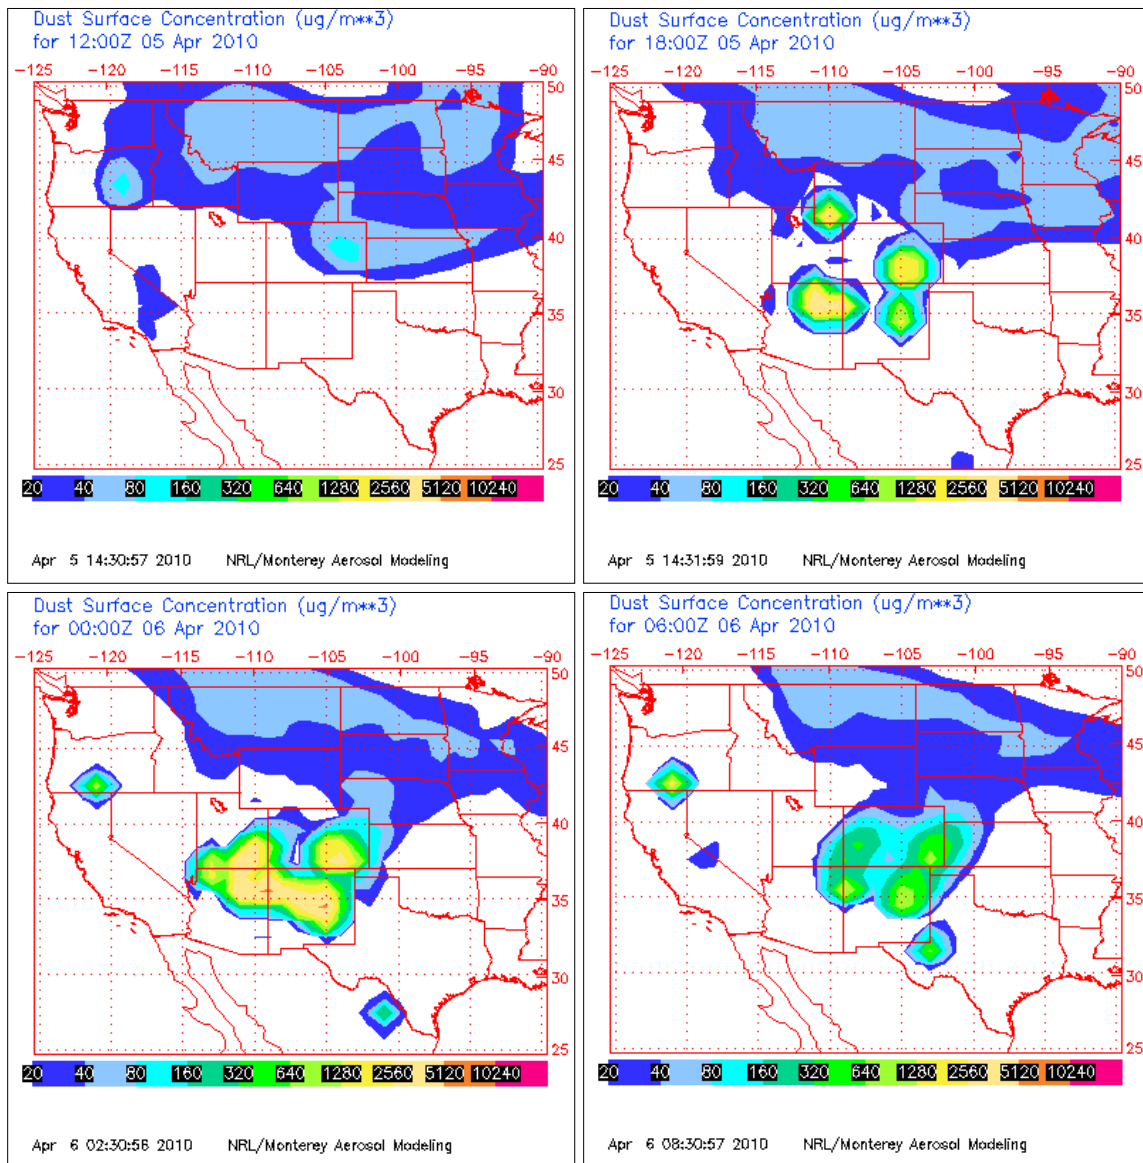 Dust Surface Concentration (ug/m**3)
for 12:00Z 05 Apr 2010
-125 -120 -115 -110 -105 -100 -95 -90
50
45
40
35
30
25
20 40 80 160 320 640 1280 2560 5120 10240
Apr 5 14:30:57 2010 NRL/Monterey Aerosol Modeling
Dust Surface Concentration (ug/m**3)
for 18:00Z 05 Apr 2010
-125 -120 -115 -110 -105 -100 -95 -90
50
45
40
35
30
25
20 40 80 160 320 640 1280 2560 5120 10240
Apr 5 14:31:59 2010 NRL/Monterey Aerosol Modeling
Dust Surface Concentration (ug/m**3)
for 00:00Z 06 Apr 2010
-125 -120 -115 -110 -105 -100 -95 -90
50
45
40
35
30
25
20 40 80 160 320 640 1280 2560 5120 10240
Apr 6 02:30:56 2010 NRL/Monterey Aerosol Modeling
Dust Surface Concentration (ug/m**3)
for 06:00Z 06 Apr 2010
-125 -120 -115 -110 -105 -100 -95 -90
50
45
40
35
30
25
20 40 80 160 320 640 1280 2560 5120 10240
Apr 6 08:30:57 2010 NRL/Monterey Aerosol Modeling